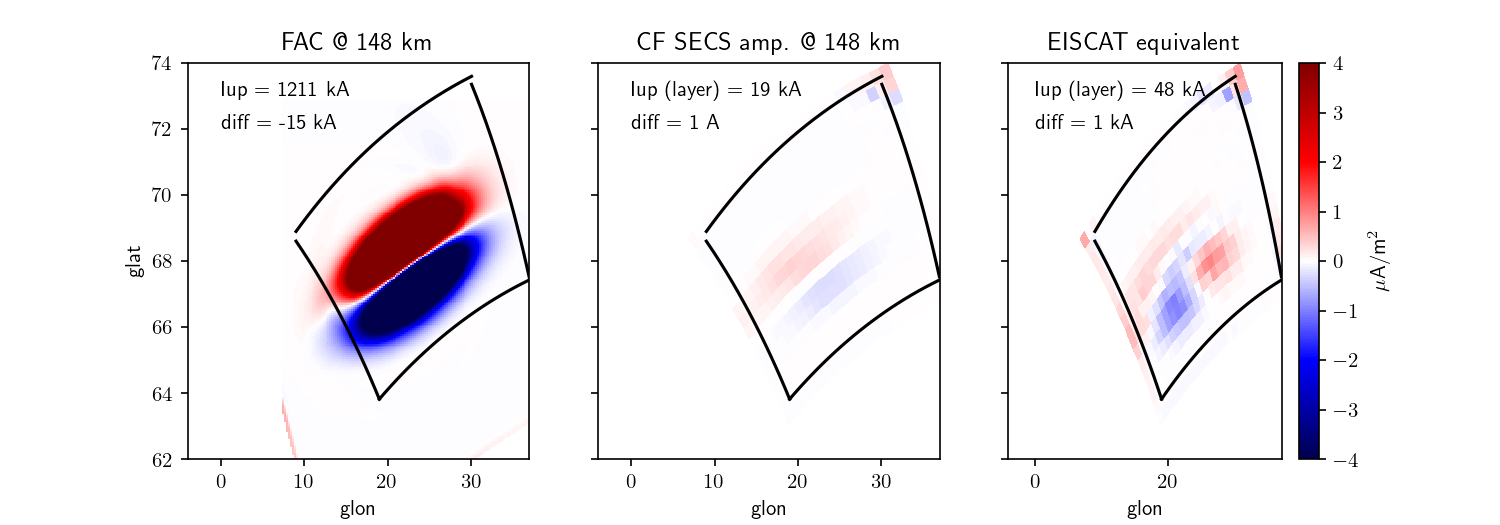 FAC @ 148 km
CF SECS amp. @ 148 km
EISCAT equivalent
Iup = 1211 kA
diff = -15 kA
Iup (layer) = 19 kA
diff = 1 A
Iup (layer) = 48 kA
diff = 1 kA
74
72
70
68
66
64
62
glat
0
10
20
30
glon
0
10
20
30
glon
0
20
glon
4
3
2
1
0
−1
−2
−3
−4
μA/m²